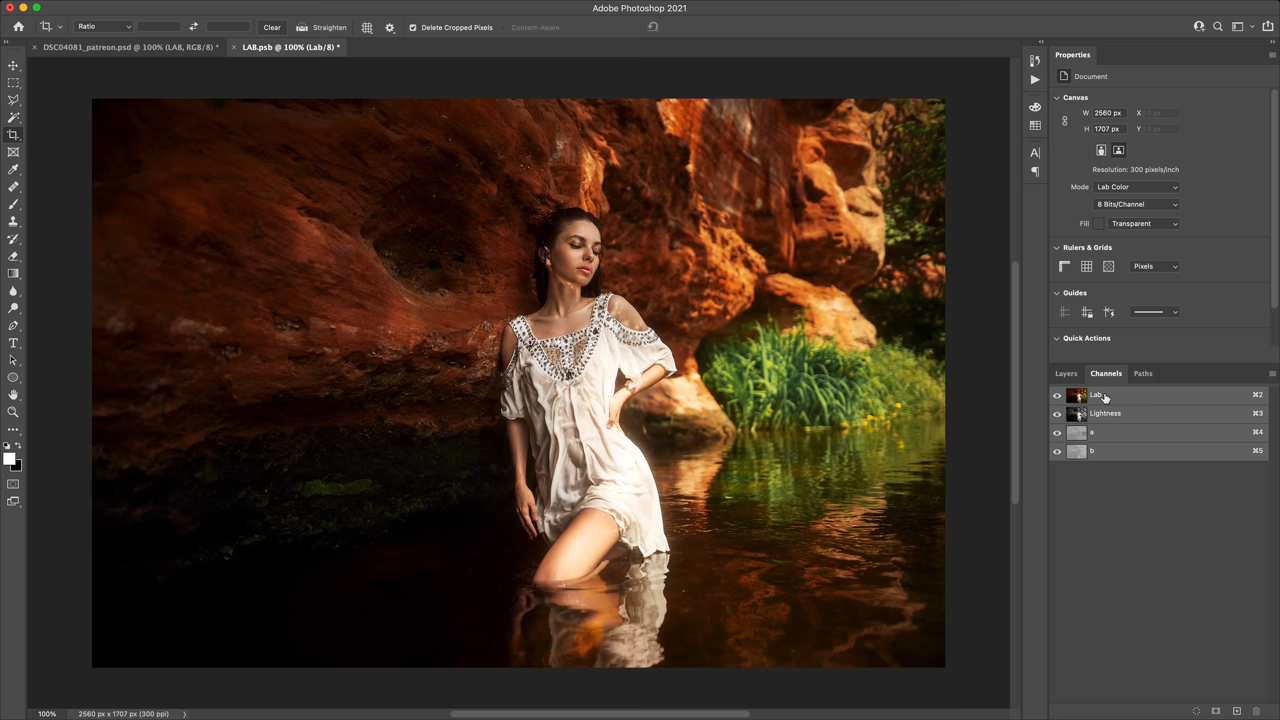 Adobe Photoshop 2021
Ratio Clear Straighten Delete Cropped Pixels Content-Aware
DSC04081_patreon.psd @ 100% (LAB, RGB/8) * LAB.psb @ 100% (Lab/8) *
Properties
Document
Canvas
W 2560 px X
H 1707 px Y
Resolution: 300 pixels/inch
Mode Lab Color
8 Bits/Channel
Fill Transparent
Rulers & Grids
Pixels
Guides
Quick Actions
Layers Channels Paths
Lab ⌘2
Lightness ⌘3
a ⌘4
b ⌘5
100% 2560 px x 1707 px (300 ppi)